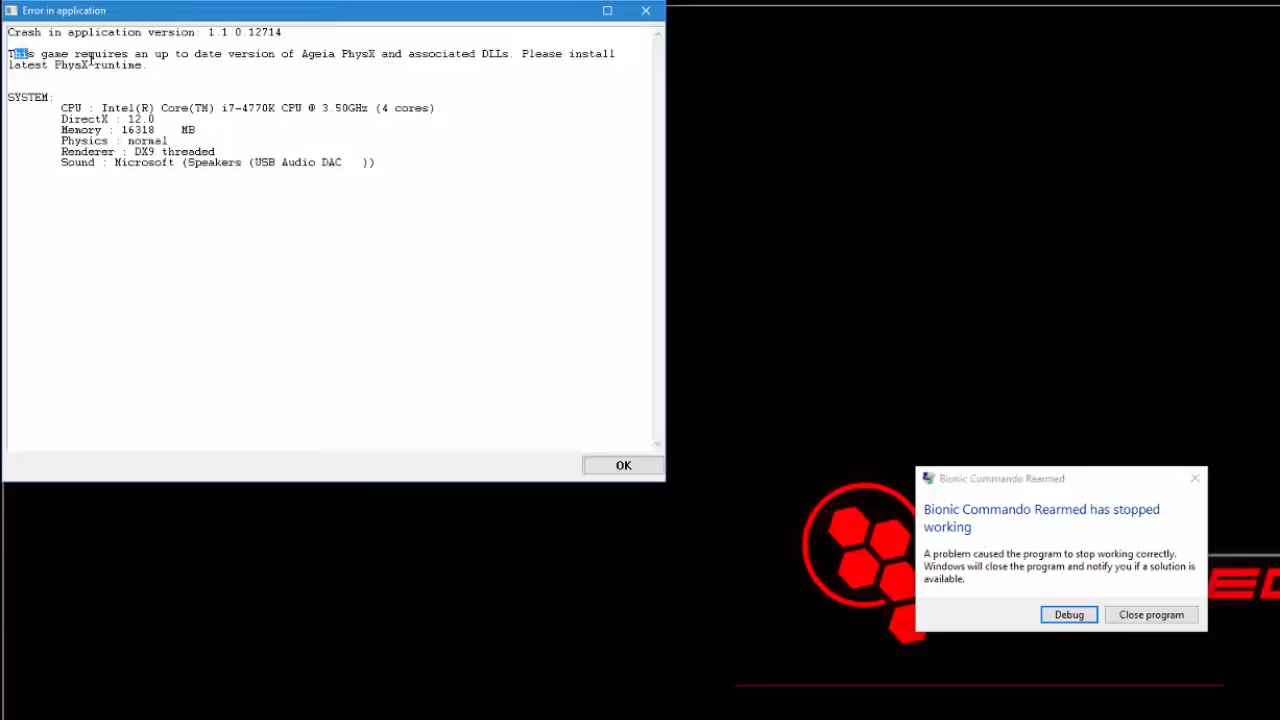 Error in application
Crash in application version: 1.1.0.12714
This game requires an up to date version of Ageia PhysX and associated DLLs. Please install
latest PhysX runtime.
SYSTEM:
CPU : Intel(R) Core(TM) i7-4770K CPU @ 3.50GHz (4 cores)
DirectX : 12.0
Memory : 16318 MB
Physics : normal
Renderer : DX9 threaded
Sound : Microsoft (Speakers (USB Audio DAC ))
OK
Bionic Commando Rearmed
Bionic Commando Rearmed has stopped
working
A problem caused the program to stop working correctly.
Windows will close the program and notify you if a solution is
available.
Debug Close program